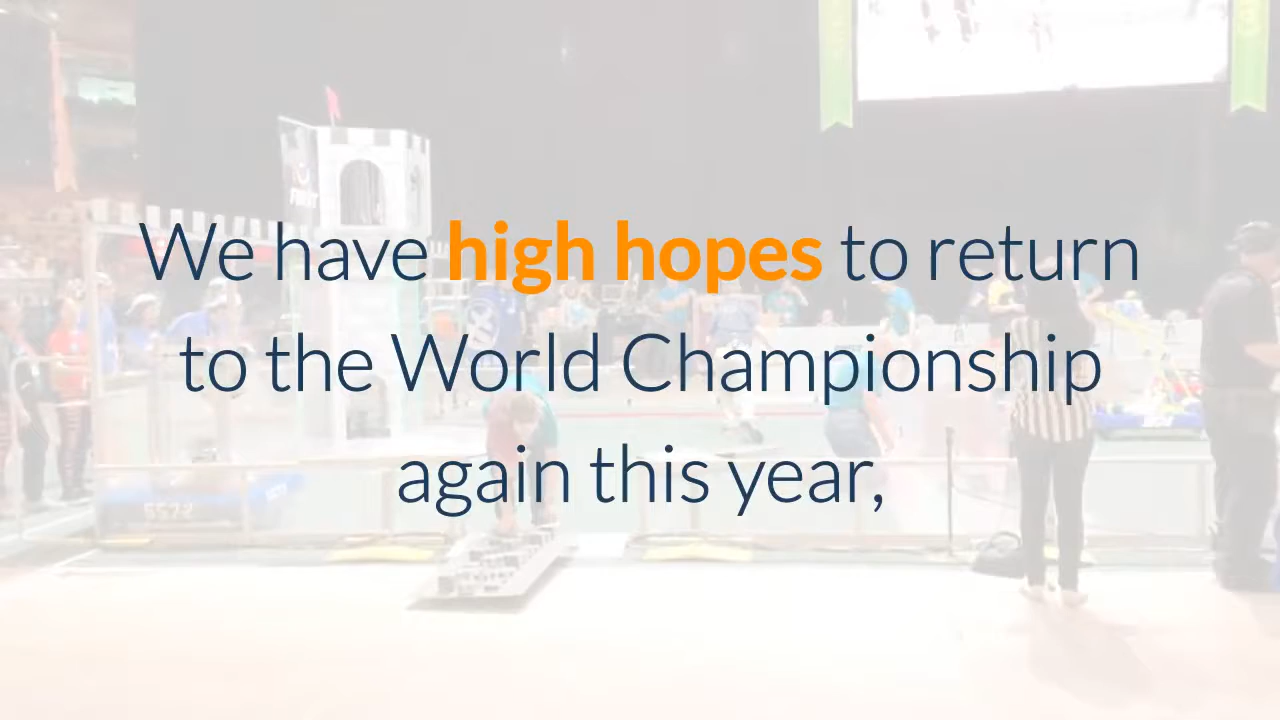 We have high hopes to return
to the World Championship
again this year,